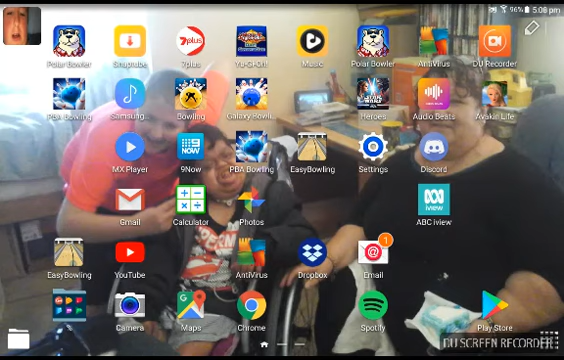 96% 5:08 pm
Polar Bowler Snaptube 7plus Yu-Gi-Oh! Music Polar Bowler AntiVirus DU Recorder
PBA Bowling Samsung.. Bowling Galaxy Bowli.. Heroes Audio Beats Avakin Life
MX Player 9Now PBA Bowling EasyBowling Settings Discord
Gmail Calculator Photos ABC iview
EasyBowling YouTube AntiVirus Dropbox Email 1
Camera Maps Chrome Spotify Play Store
DU SCREEN RECORDER